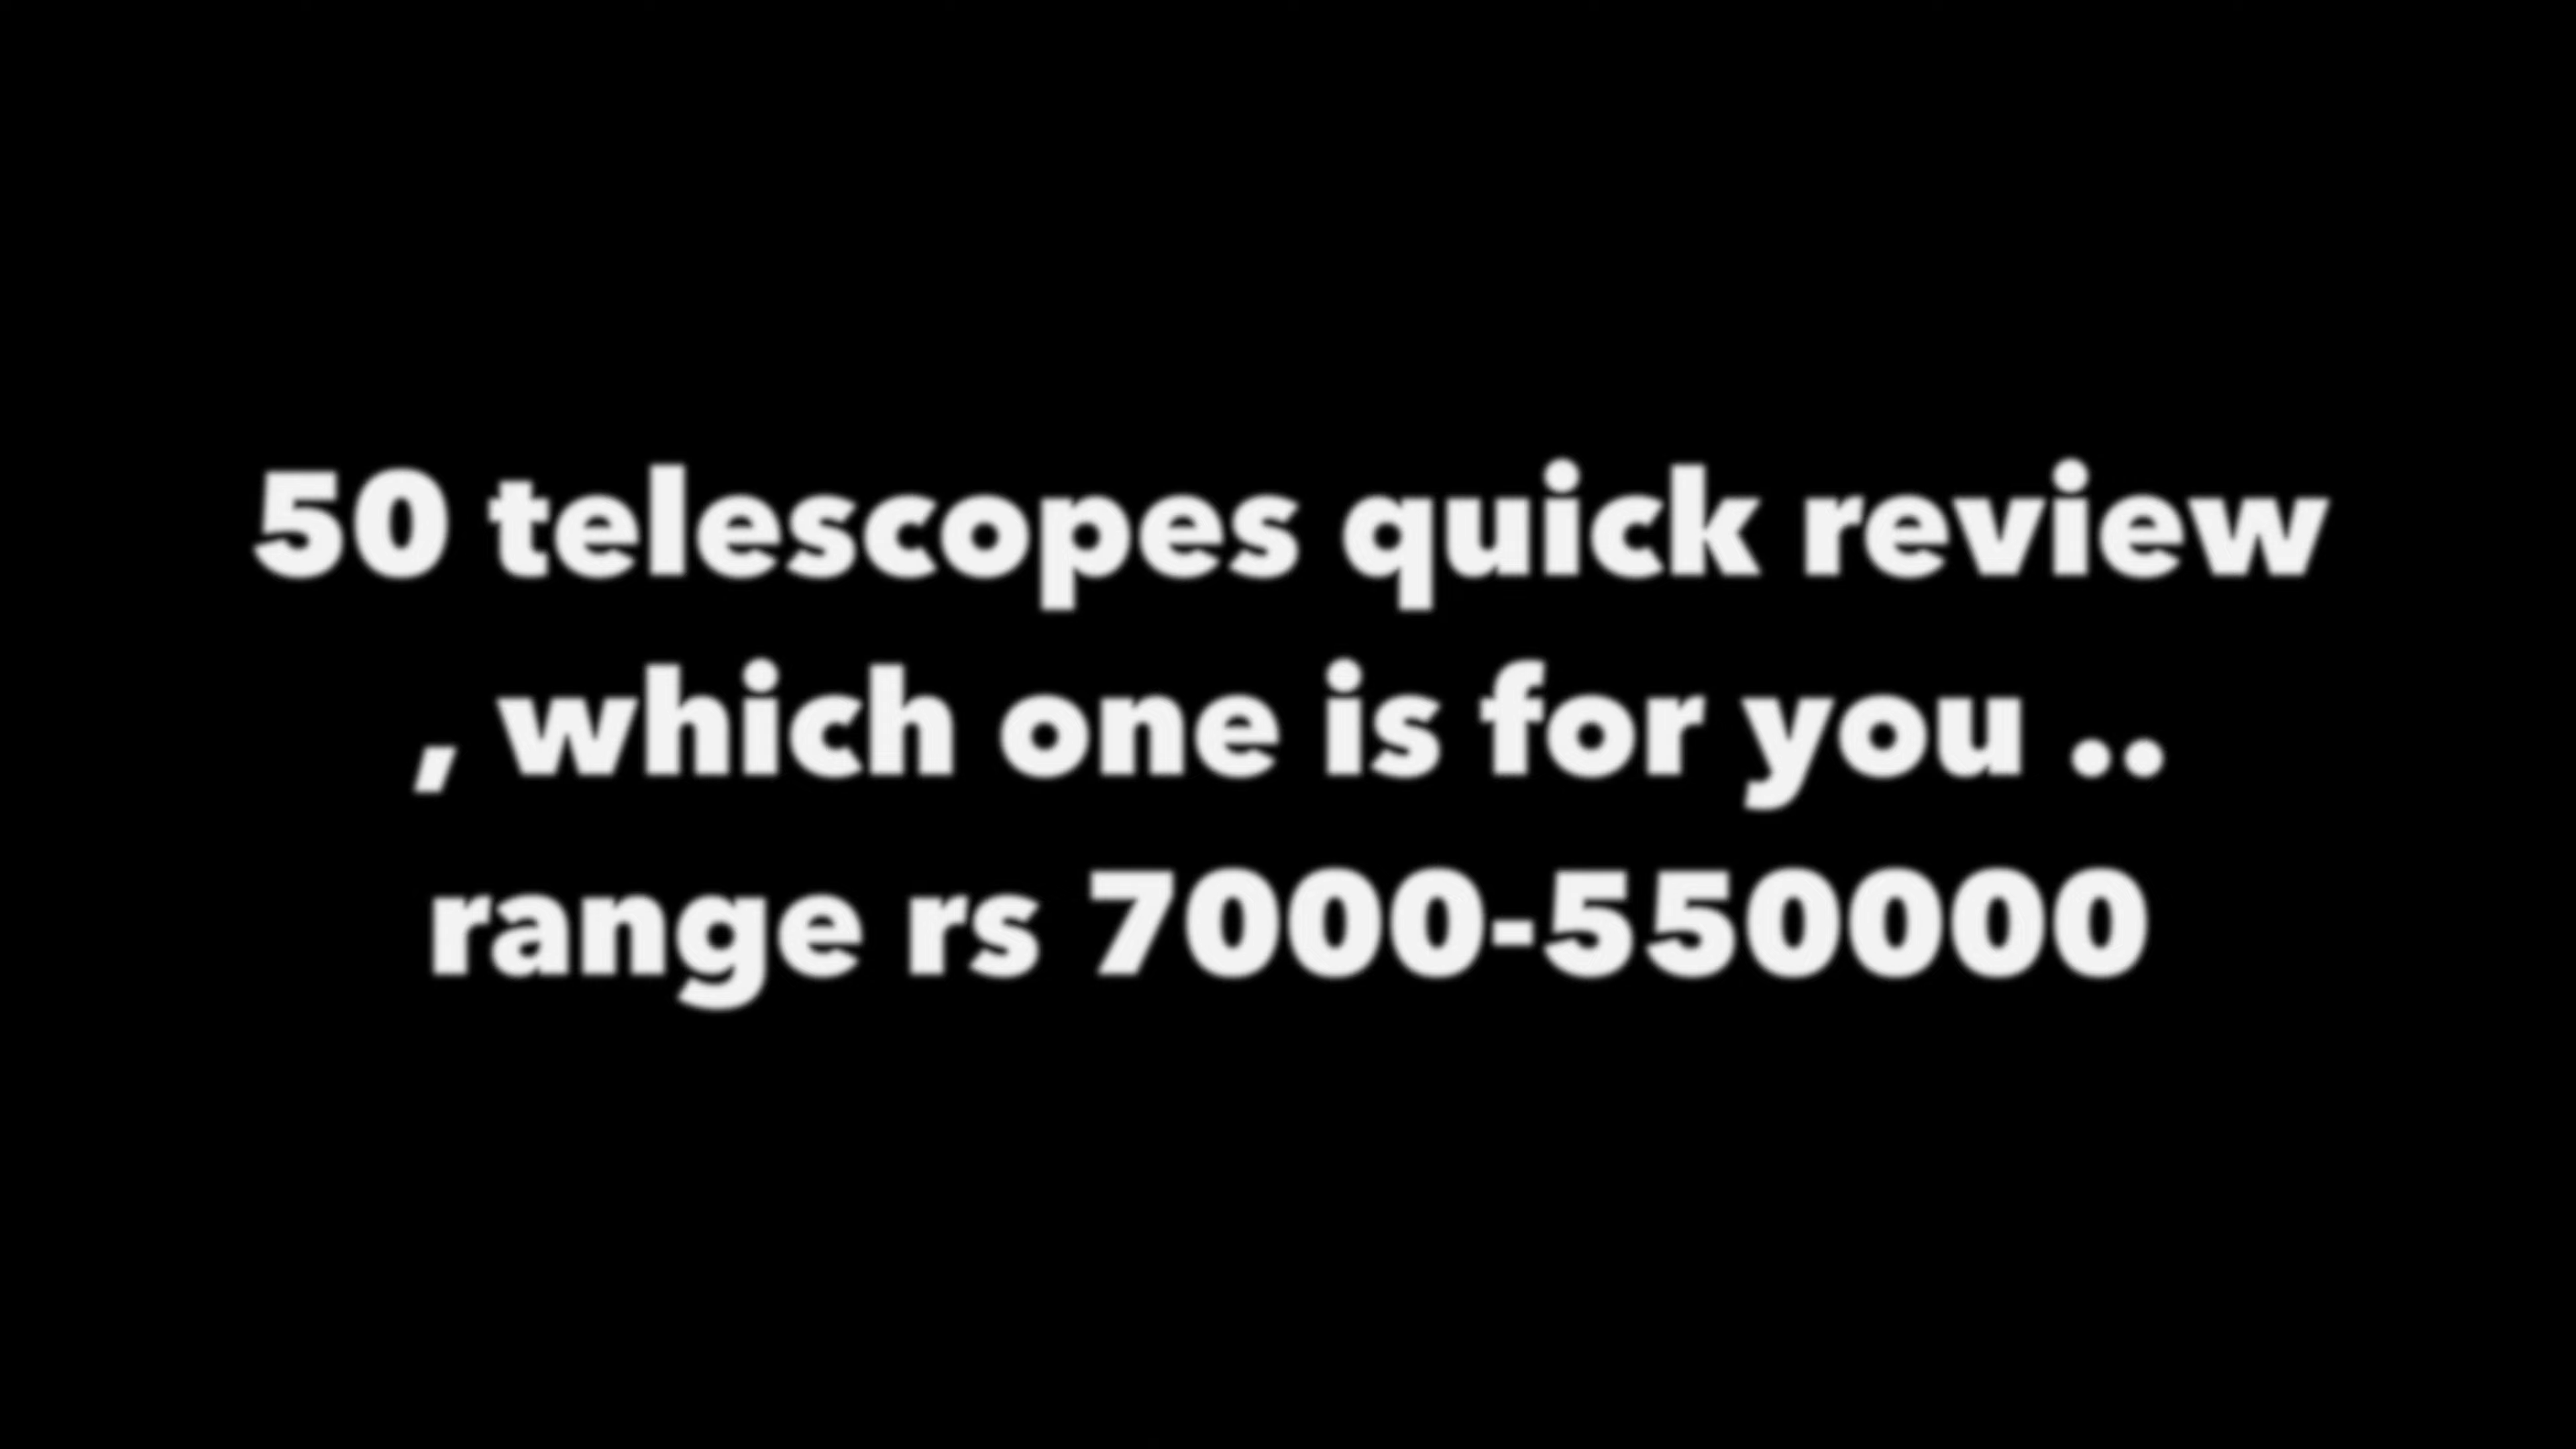 50 telescopes quick review
, which one is for you ..
range rs 7000-550000